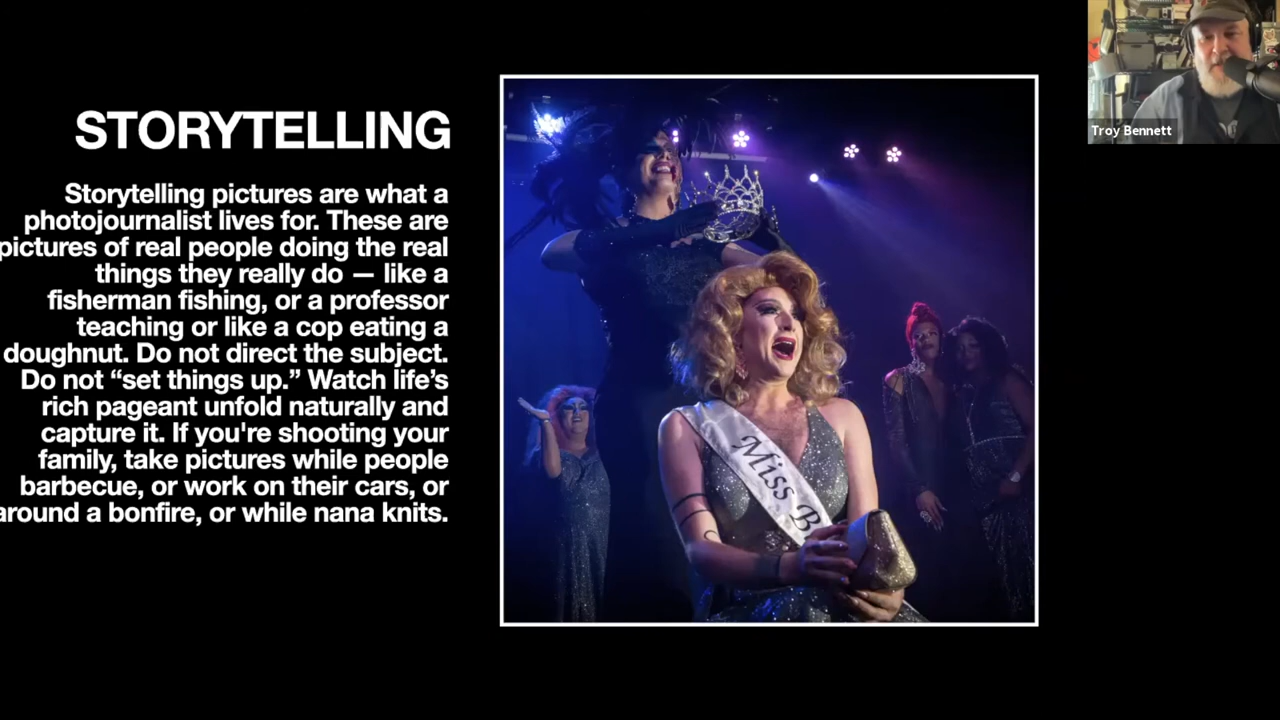 STORYTELLING
Storytelling pictures are what a
photojournalist lives for. These are
pictures of real people doing the real
things they really do — like a
fisherman fishing, or a professor
teaching or like a cop eating a
doughnut. Do not direct the subject.
Do not “set things up.” Watch life’s
rich pageant unfold naturally and
capture it. If you're shooting your
family, take pictures while people
barbecue, or work on their cars, or
around a bonfire, or while nana knits.
Miss B
Troy Bennett